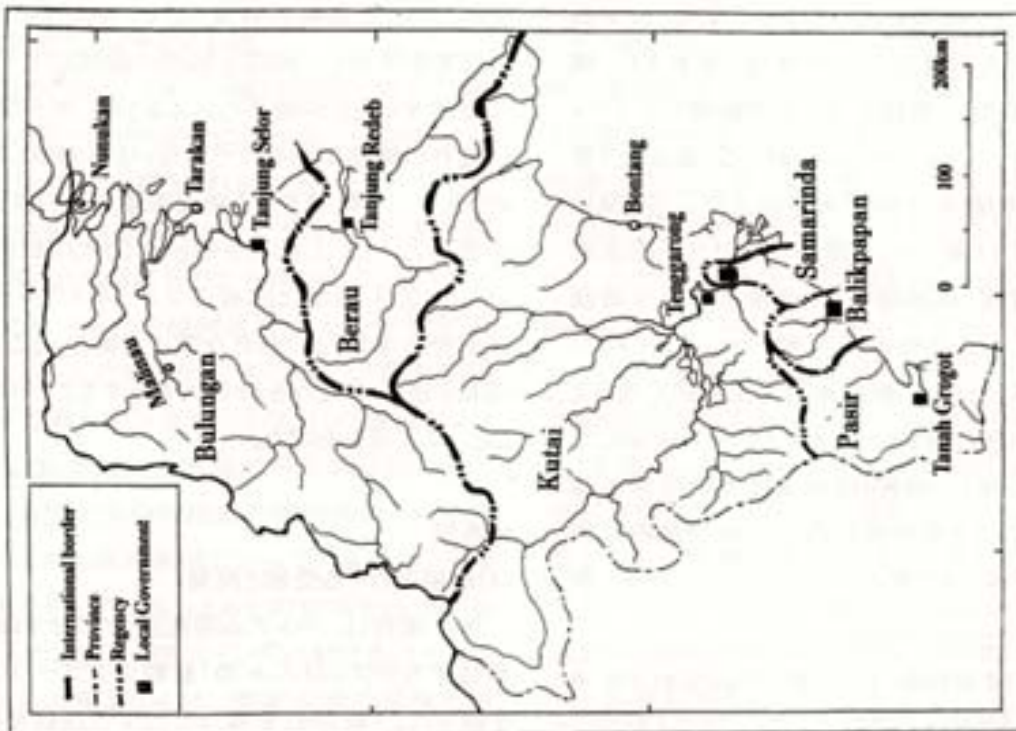 International border
Province
Regency
Local Government
Nunukan
Tarakan
Malinau
Bulungan
Tanjung Selor
Tanjung Redeb
Berau
Kutai
Bontang
Tenggarong
Samarinda
Balikpapan
Pasir
Tanah Grogot
0 100 200km